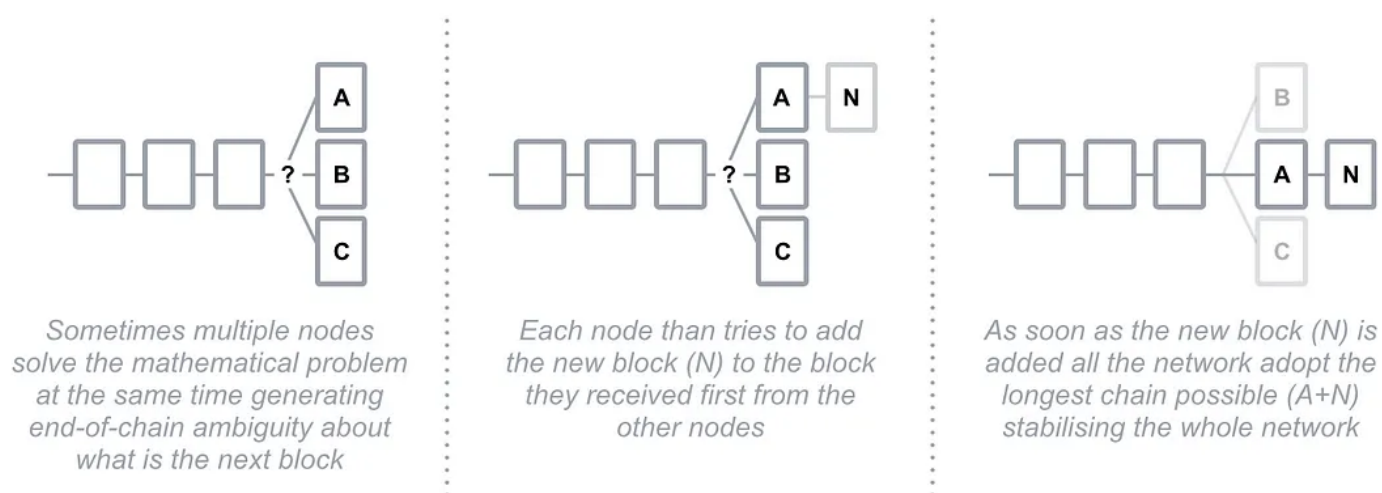 A
? B
C
Sometimes multiple nodes
solve the mathematical problem
at the same time generating
end-of-chain ambiguity about
what is the next block
A N
? B
C
Each node than tries to add
the new block (N) to the block
they received first from the
other nodes
B
A N
C
As soon as the new block (N) is
added all the network adopt the
longest chain possible (A+N)
stabilising the whole network